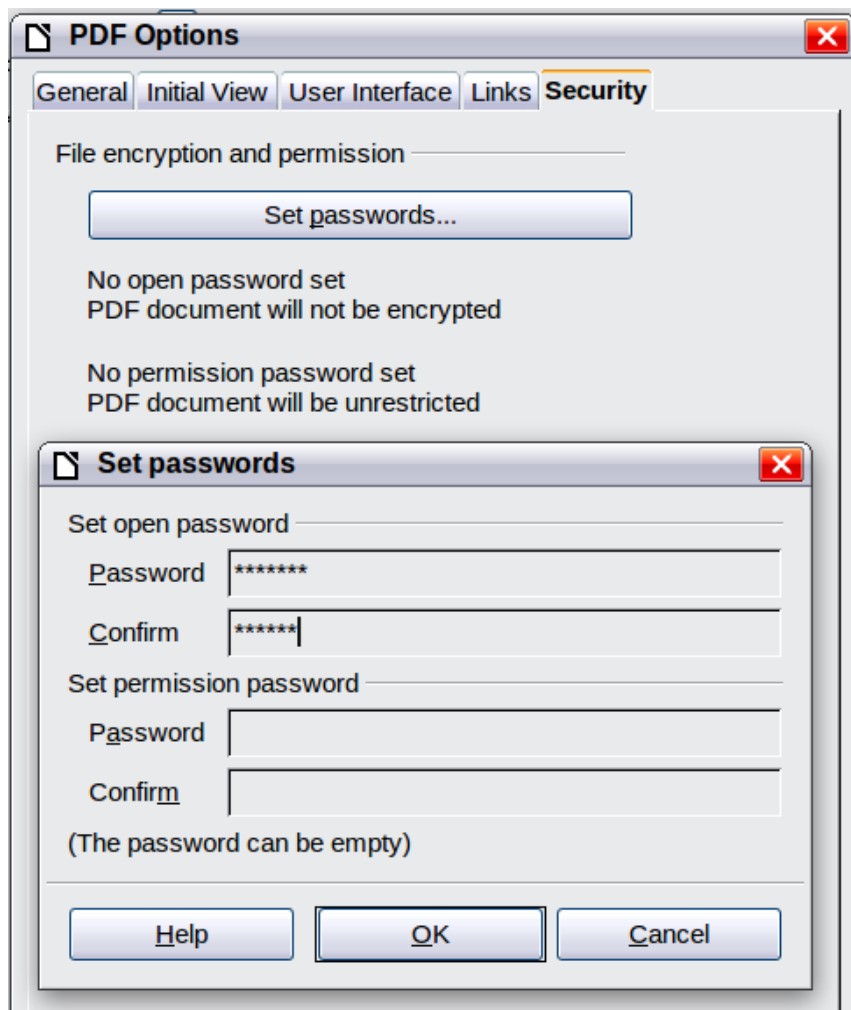 PDF Options
General Initial View User Interface Links Security
File encryption and permission
Set passwords...
No open password set
PDF document will not be encrypted
No permission password set
PDF document will be unrestricted
Set passwords
Set open password
Password *******
Confirm ******
Set permission password
Password
Confirm
(The password can be empty)
Help OK Cancel